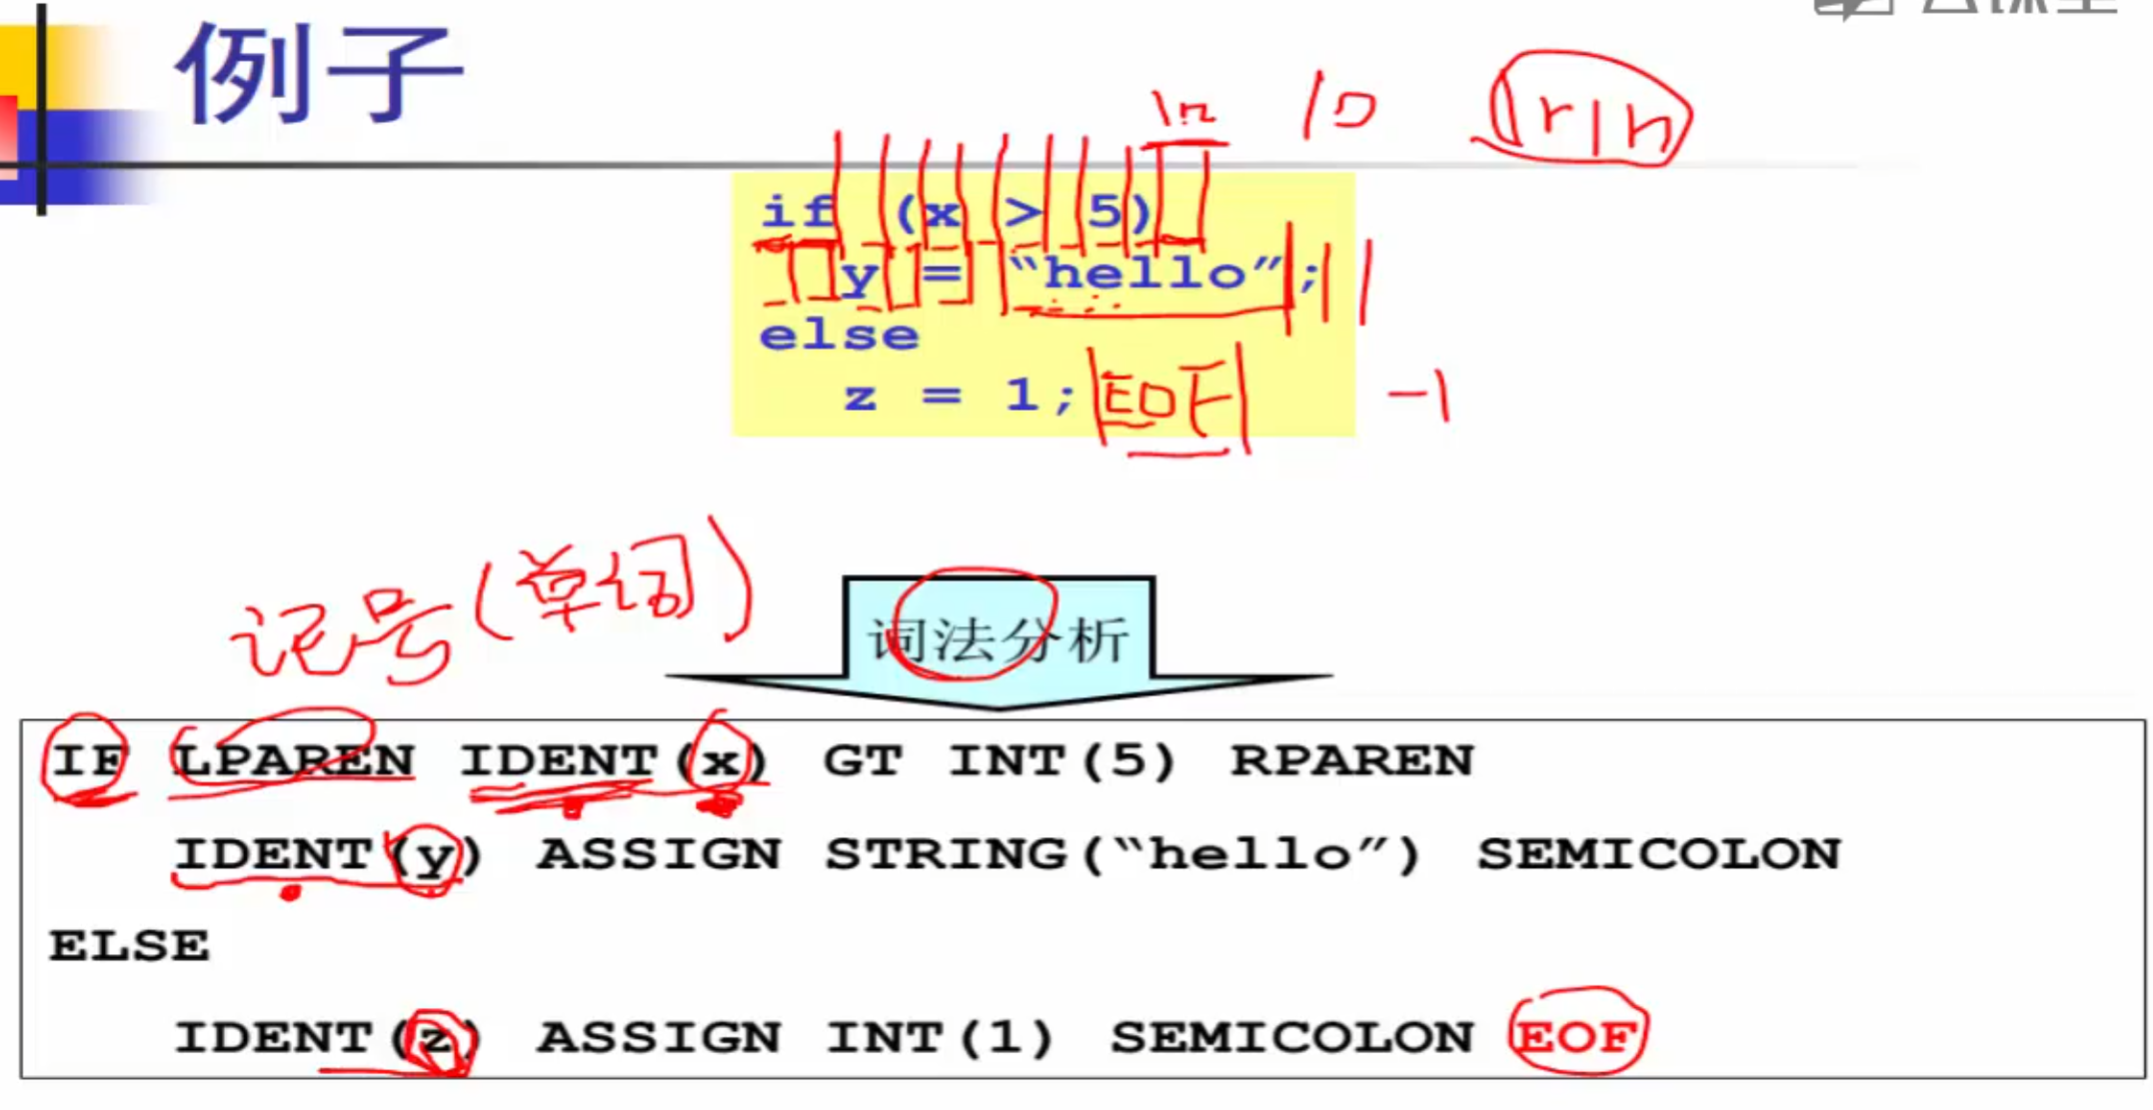 例子
\n 10 \r\n
if (x > 5)
y = “hello”;
else
z = 1; EOF -1
记号(单词)
词法分析
IF LPAREN IDENT(x) GT INT(5) RPAREN
IDENT(y) ASSIGN STRING(“hello”) SEMICOLON
ELSE
IDENT(z) ASSIGN INT(1) SEMICOLON EOF